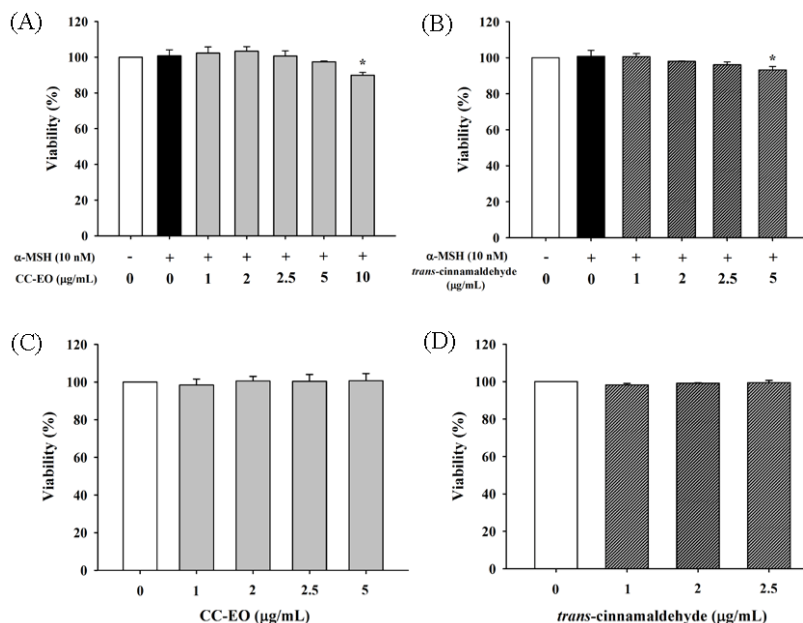 (A)
120
100
80
60
40
20
0
Viability (%)
*
α-MSH (10 nM) - + + + + + +
CC-EO (μg/mL) 0 0 1 2 2.5 5 10
(B)
120
100
80
60
40
20
0
Viability (%)
*
α-MSH (10 nM) - + + + + +
trans-cinnamaldehyde 0 0 1 2 2.5 5
(μg/mL)
(C)
120
100
80
60
40
20
0
Viability (%)
0 1 2 2.5 5
CC-EO (μg/mL)
(D)
120
100
80
60
40
20
0
Viability (%)
0 1 2 2.5
trans-cinnamaldehyde (μg/mL)